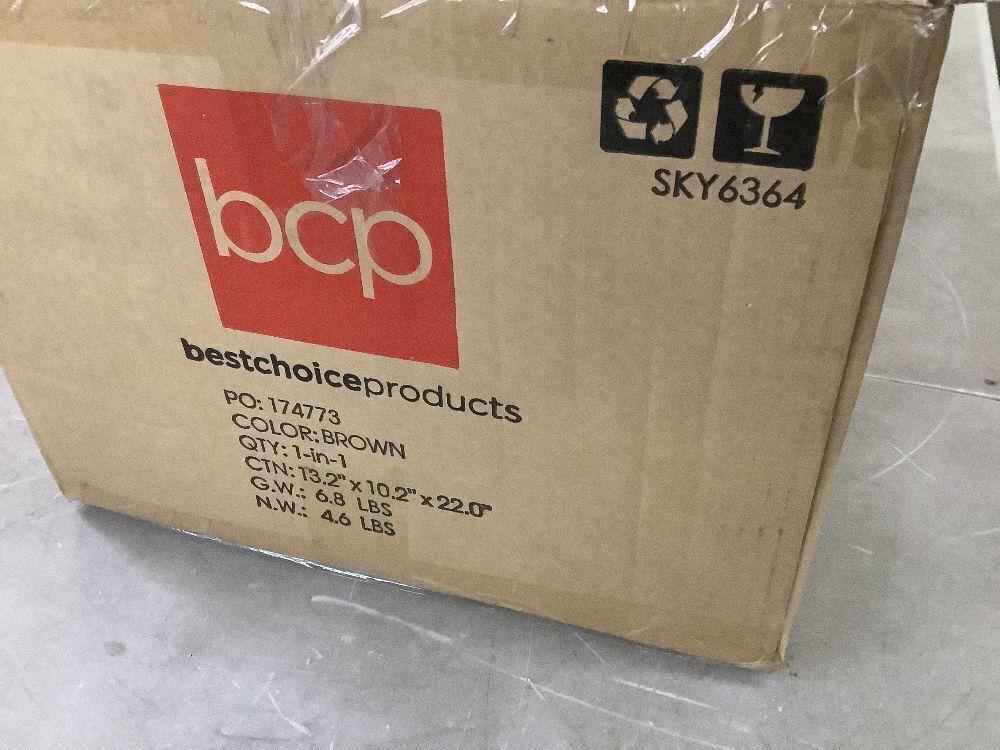 SKY6364
bcp
bestchoiceproducts
PO: 174773
COLOR: BROWN
QTY: 1-in-1
CTN: 13.2" x 10.2" x 22.0"
G.W.: 6.8 LBS
N.W.: 4.6 LBS